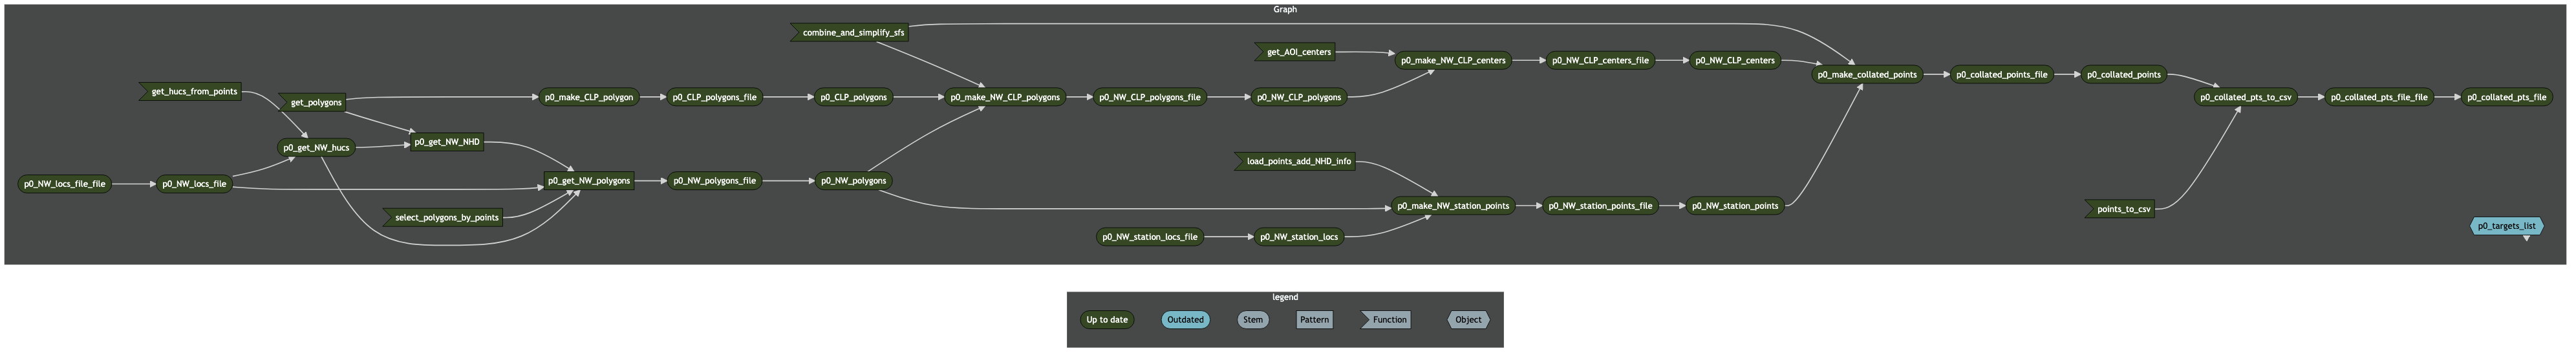 Graph
combine_and_simplify_sfs
get_AOI_centers
p0_make_NW_CLP_centers
p0_NW_CLP_centers_file
p0_NW_CLP_centers
p0_make_collated_points
p0_collated_points_file
p0_collated_points
get_hucs_from_points
get_polygons
p0_make_CLP_polygon
p0_CLP_polygons_file
p0_CLP_polygons
p0_make_NW_CLP_polygons
p0_NW_CLP_polygons_file
p0_NW_CLP_polygons
p0_collated_pts_to_csv
p0_collated_pts_file_file
p0_collated_pts_file
p0_get_NW_hucs
p0_get_NW_NHD
load_points_add_NHD_info
p0_NW_locs_file_file
p0_NW_locs_file
p0_get_NW_polygons
p0_NW_polygons_file
p0_NW_polygons
select_polygons_by_points
p0_make_NW_station_points
p0_NW_station_points_file
p0_NW_station_points
points_to_csv
p0_NW_station_locs_file
p0_NW_station_locs
p0_targets_list
legend
Up to date
Outdated
Stem
Pattern
Function
Object